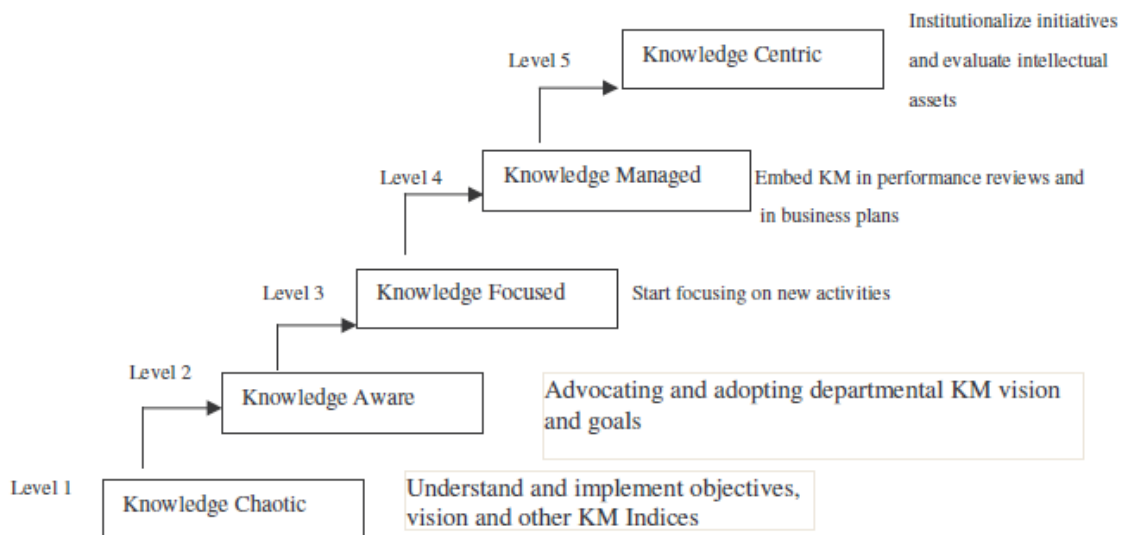 Institutionalize initiatives
Level 5
Knowledge Centric
and evaluate intellectual
assets
Level 4
Knowledge Managed
Embed KM in performance reviews and
in business plans
Level 3
Knowledge Focused
Start focusing on new activities
Level 2
Knowledge Aware
Advocating and adopting departmental KM vision
and goals
Level 1
Knowledge Chaotic
Understand and implement objectives,
vision and other KM Indices